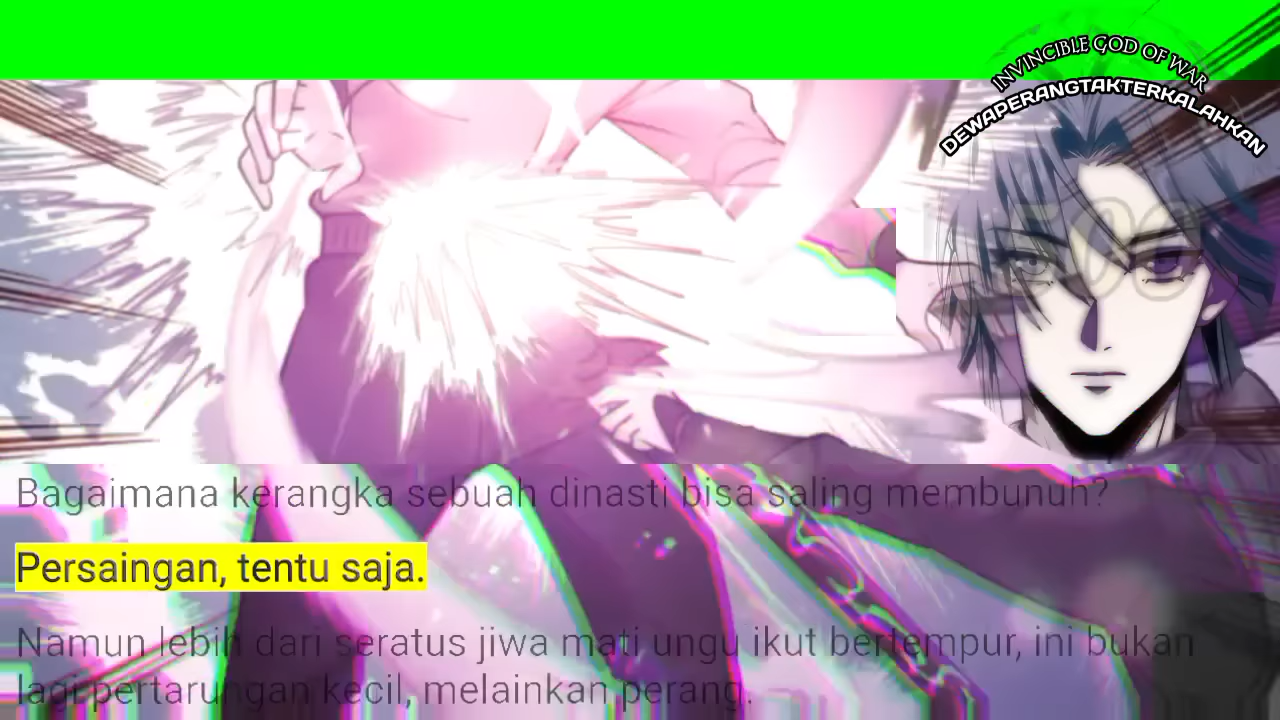 INVINCIBLE GOD OF WAR
DEWAPERANGTAKTERKALAHKAN
Bagaimana kerangka sebuah dinasti bisa saling membunuh?
Persaingan, tentu saja.
Namun lebih dari seratus jiwa mati ungu ikut bertempur, ini bukan
lagi pertarungan kecil, melainkan perang.